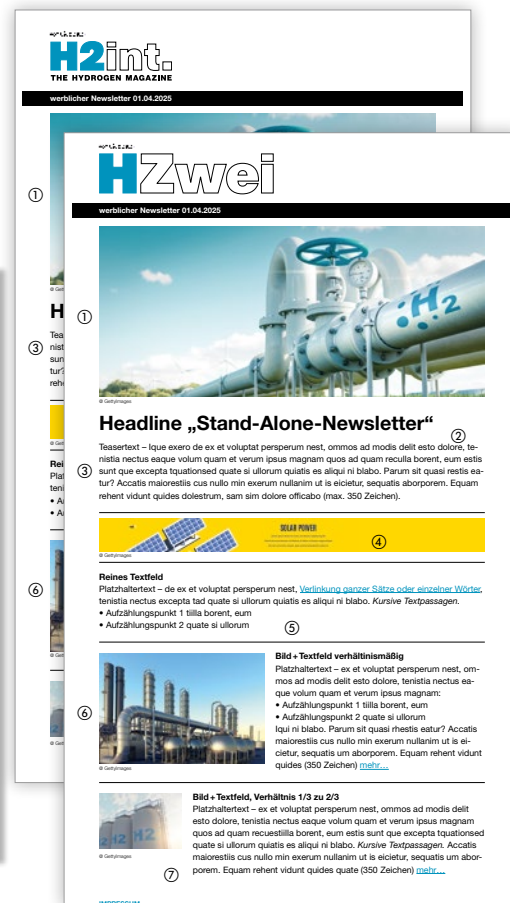 H2int.
THE HYDROGEN MAGAZINE
werblicher Newsletter 01.04.2025
①
H
③
⑥
HZwei
werblicher Newsletter 01.04.2025
H2
①
© GettyImages
Headline „Stand-Alone-Newsletter“
②
Teasertext – Ique exero de ex et voluptat persperum nest, ommos ad modis delit esto dolore, te-
nistia nectus eaque volum quam et verum ipsus magnam quos ad quam reculla borent, eum estis
③
sunt que excepta tquationsed quate si ullorum quiatis es aliqui ni blabo. Parum sit quasi restis ea-
tur? Accatis maiorestiis cus nullo min exerum nullanim ut is eicietur, sequatis aborporem. Equam
rehent vidunt quides dolestrum, sam sim dolore officabo (max. 350 Zeichen).
SOLAR POWER
④
© GettyImages
Reines Textfeld
Platzhaltertext – de ex et voluptat persperum nest, Verlinkung ganzer Sätze oder einzelner Wörter,
tenistia nectus excepta tad quate si ullorum quiatis es aliqui ni blabo. Kursive Textpassagen.
• Aufzählungspunkt 1 tiilla borent, eum
• Aufzählungspunkt 2 quate si ullorum
⑤
Bild + Textfeld verhältnismäßig
Platzhaltertext – ex et voluptat persperum nest, om-
mos ad modis delit esto dolore, tenistia nectus ea-
que volum quam et verum ipsus magnam:
• Aufzählungspunkt 1 tiilla borent, eum
• Aufzählungspunkt 2 quate si ullorum
⑥
Iqui ni blabo. Parum sit quasi rhestis eatur? Accatis
maiorestiis cus nullo min exerum nullanim ut is ei-
cietur, sequatis um aborporem. Equam rehent vidunt
quides (350 Zeichen) mehr…
© GettyImages
Bild + Textfeld, Verhältnis 1/3 zu 2/3
Platzhaltertext – ex et voluptat persperum nest, ommos ad modis delit
esto dolore, tenistia nectus eaque volum quam et verum ipsus magnam
quos ad quam recuestiilla borent, eum estis sunt que excepta tquationsed
quate si ullorum quiatis es aliqui ni blabo. Kursive Textpassagen. Accatis
maiorestiis cus nullo min exerum nullanim ut is eicietur, sequatis um abor-
porem. Equam rehent vidunt quides quate (350 Zeichen) mehr…
H2 H2
© GettyImages
⑦
IMPRESSUM